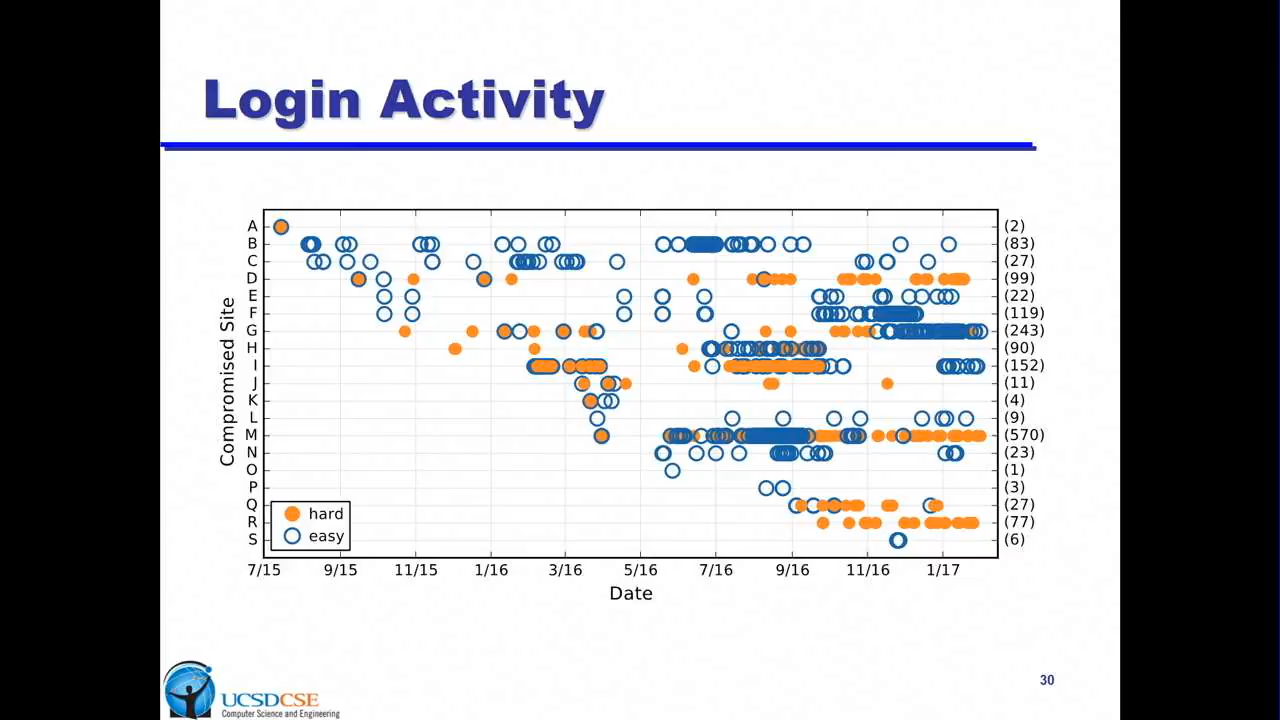 Login Activity
A (2)
B (83)
C (27)
D (99)
E (22)
F (119)
G (243)
H (90)
I (152)
J (11)
K (4)
L (9)
M (570)
N (23)
O (1)
P (3)
Q (27)
R (77)
S (6)
Compromised Site
hard
easy
7/15 9/15 11/15 1/16 3/16 5/16 7/16 9/16 11/16 1/17
Date
30
UCSDCSE
Computer Science and Engineering